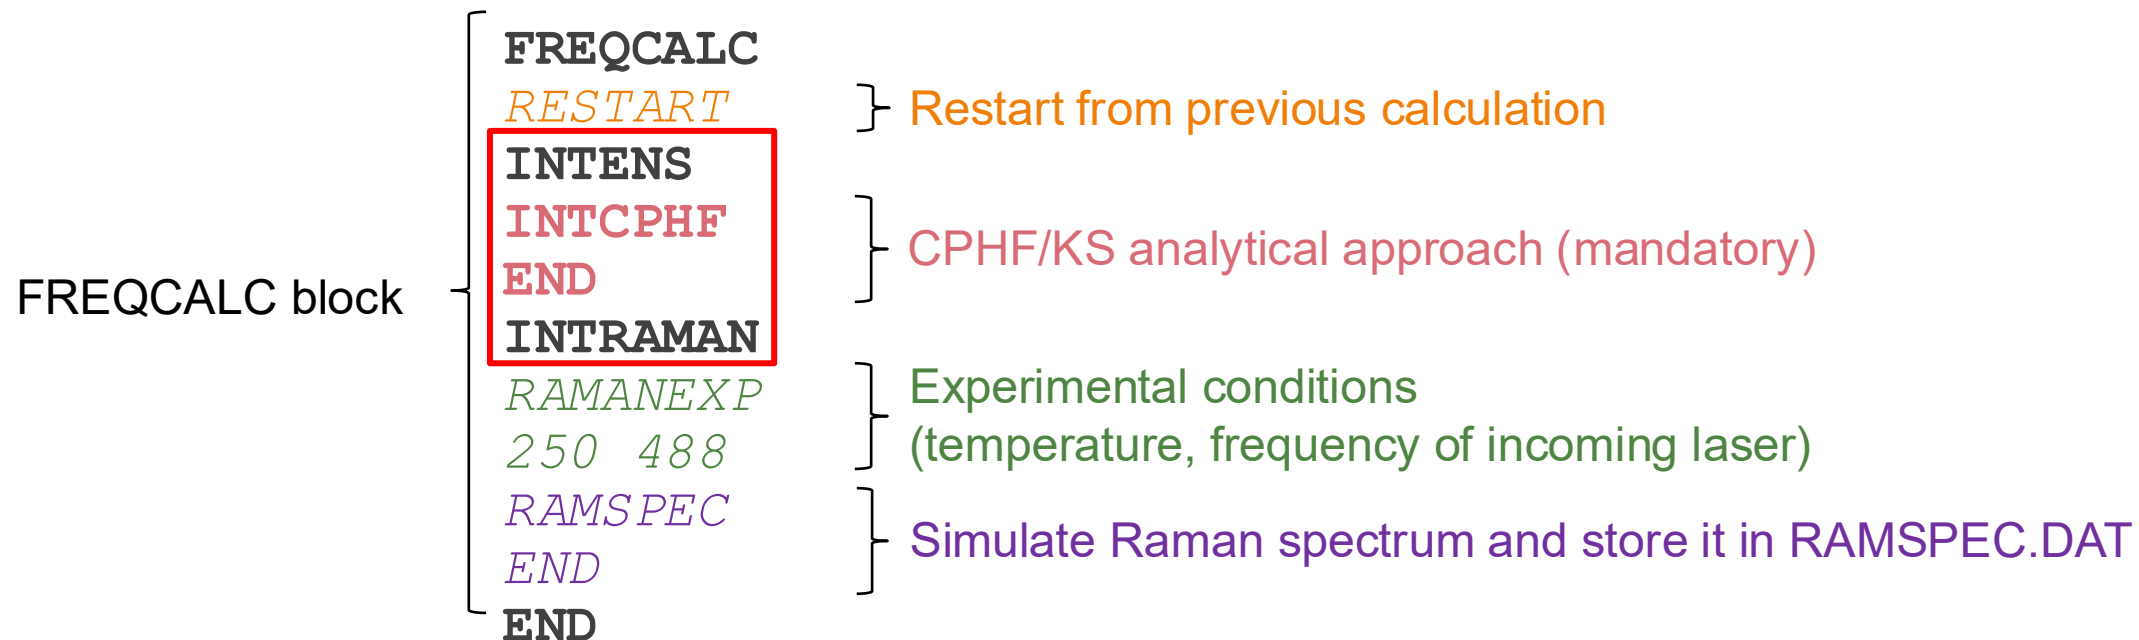 FREQCALC
RESTART
Restart from previous calculation
INTENS
INTCPHF
END
CPHF/KS analytical approach (mandatory)
FREQCALC block
INTRAMAN
RAMANEXP
250 488
Experimental conditions
(temperature, frequency of incoming laser)
RAMSPEC
END
Simulate Raman spectrum and store it in RAMSPEC.DAT
END